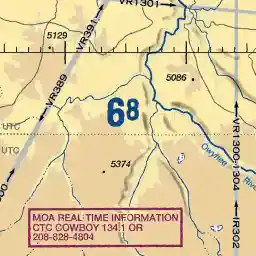 VR1301
5129
VR391
5086
VR389
68
UTC
UTC
5374
Owyhee
VR1300-1304
IR302
MOA REAL-TIME INFORMATION
CTC COWBOY 134.1 OR
208-828-4804